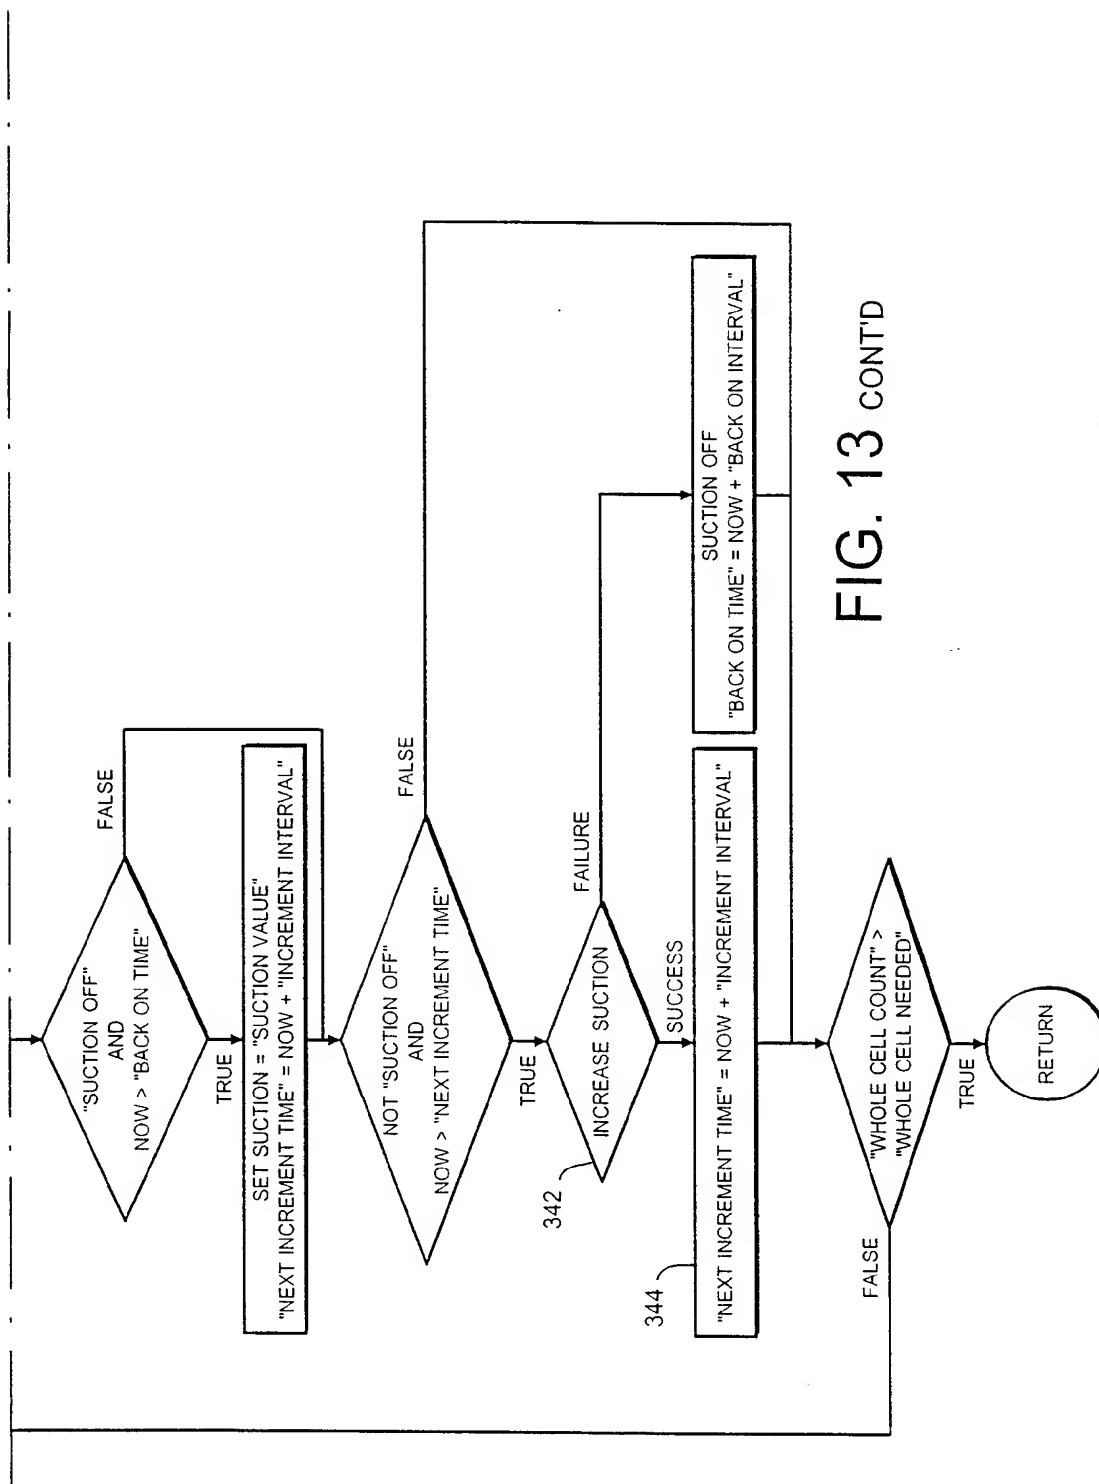 "SUCTION OFF"
AND
NOW > "BACK ON TIME"
FALSE
TRUE
SET SUCTION = "SUCTION VALUE"
"NEXT INCREMENT TIME" = NOW + "INCREMENT INTERVAL"
NOT "SUCTION OFF"
AND
NOW > "NEXT INCREMENT TIME"
FALSE
TRUE
342
INCREASE SUCTION
FAILURE
SUCCESS
344
"NEXT INCREMENT TIME" = NOW + "INCREMENT INTERVAL"
SUCTION OFF
"BACK ON TIME" = NOW + "BACK ON INTERVAL"
"WHOLE CELL COUNT" >
"WHOLE CELL NEEDED"
FALSE
TRUE
RETURN
FIG. 13 CONT'D